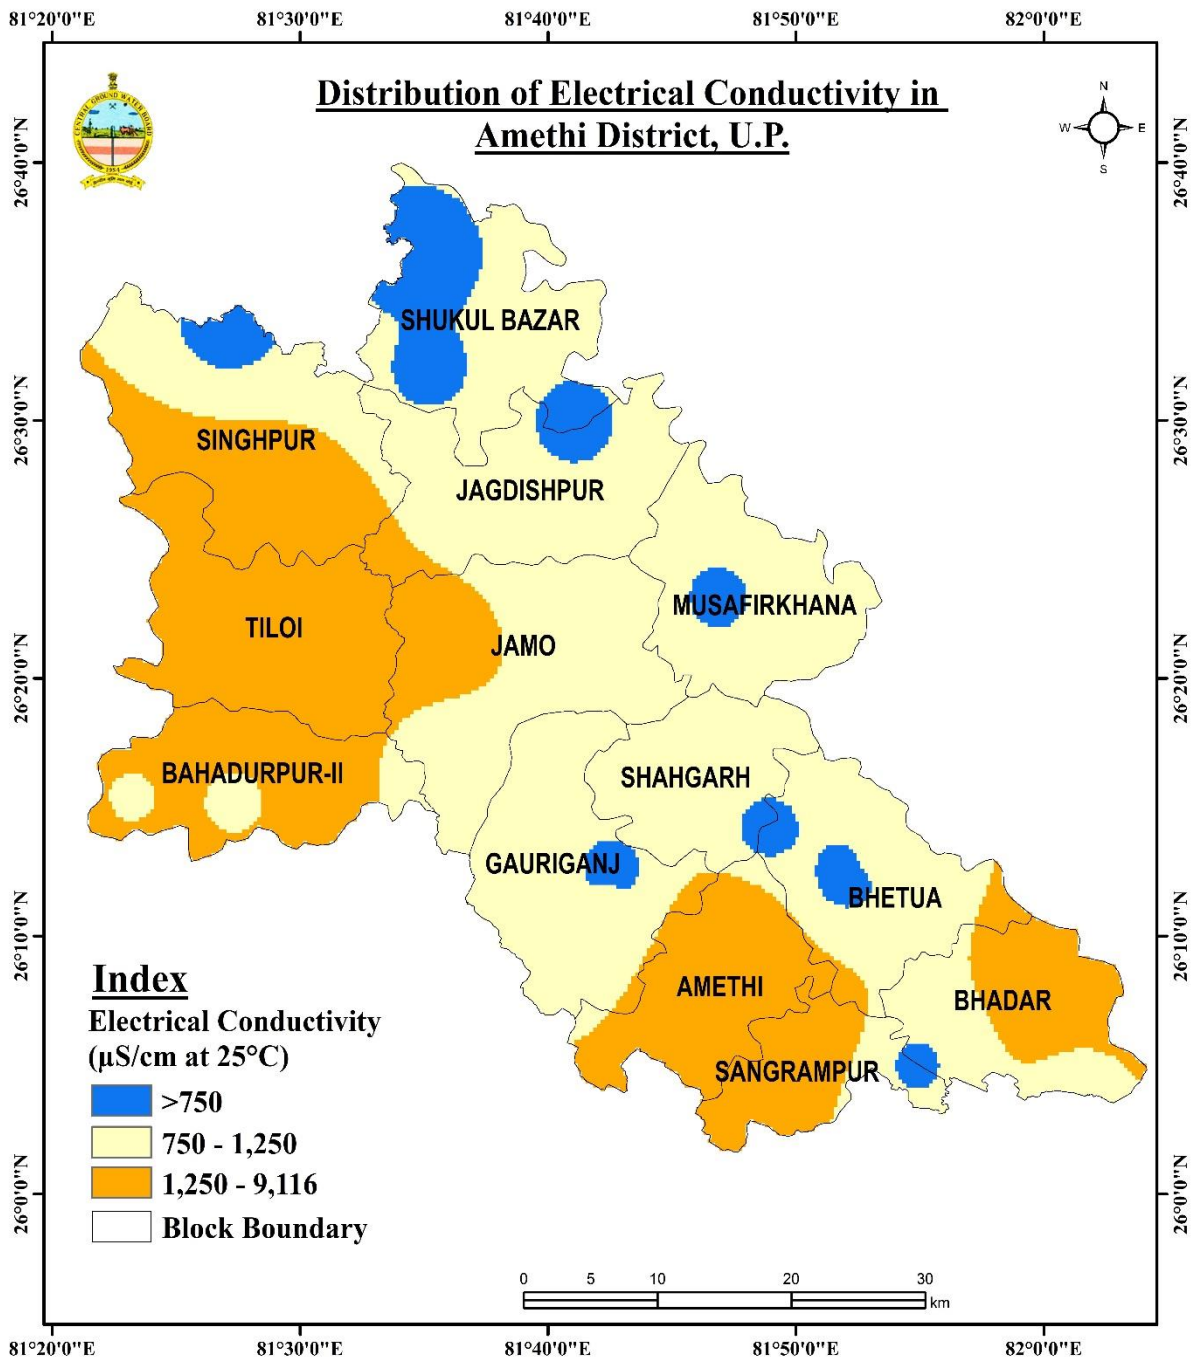 81°20'0"E 81°30'0"E 81°40'0"E 81°50'0"E 82°0'0"E
Distribution of Electrical Conductivity in
Amethi District, U.P.
CENTRAL GROUND WATER BOARD
N
W E
S
26°40'0"N 26°40'0"N
SHUKUL BAZAR
26°30'0"N 26°30'0"N
SINGHPUR
JAGDISHPUR
MUSAFIRKHANA
TILOI
JAMO
26°20'0"N 26°20'0"N
BAHADURPUR-II
SHAHGARH
GAURIGANJ
BHETUA
26°10'0"N 26°10'0"N
AMETHI
BHADAR
SANGRAMPUR
Index
Electrical Conductivity
(µS/cm at 25°C)
>750
750 - 1,250
1,250 - 9,116
Block Boundary
26°0'0"N 26°0'0"N
0 5 10 20 30
km
81°20'0"E 81°30'0"E 81°40'0"E 81°50'0"E 82°0'0"E